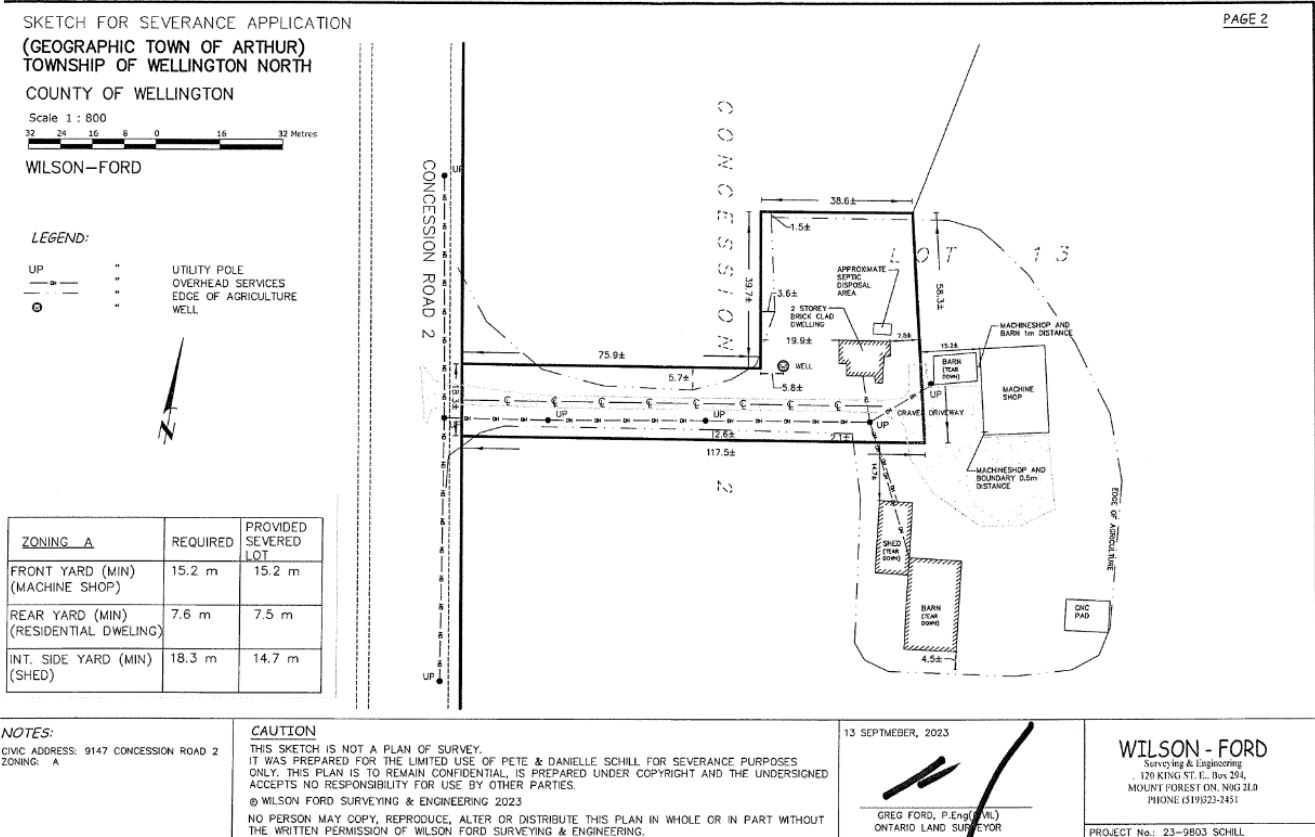 PAGE 2
SKETCH FOR SEVERANCE APPLICATION
(GEOGRAPHIC TOWN OF ARTHUR)
TOWNSHIP OF WELLINGTON NORTH
COUNTY OF WELLINGTON
Scale 1 : 800
32 24 16 8 0 16 32 Metres
WILSON-FORD
LEGEND:
UP " UTILITY POLE
OH " OVERHEAD SERVICES
" EDGE OF AGRICULTURE
" WELL
N
ZONING A
REQUIRED
PROVIDED
SEVERED
LOT
FRONT YARD (MIN) 15.2 m 15.2 m
(MACHINE SHOP)
REAR YARD (MIN) 7.6 m 7.5 m
(RESIDENTIAL DWELING)
INT. SIDE YARD (MIN) 18.3 m 14.7 m
(SHED)
CONCESSION ROAD 2
UP
UP
UP
CONCESSION 2
LOT 13
38.6±
1.5±
39.7±
3.6±
58.3±
APPROXIMATE
SEPTIC
DISPOSAL
AREA
2 STOREY
BRICK CLAD
DWELLING
19.9±
WELL
5.8±
75.9±
5.7±
18.3±
UP
UP
UP
UP
12.6±
2.1±
117.5±
15.2±
MACHINESHOP AND
BARN 1m DISTANCE
BARN
(TEAR
DOWN)
MACHINE
SHOP
GRAVEL DRIVEWAY
MACHINESHOP AND
BOUNDARY 0.5m
DISTANCE
14.7±
SHED
(TEAR
DOWN)
BARN
(TEAR
DOWN)
4.5±
EDGE OF AGRICULTURE
CNC
PAD
NOTES:
CIVIC ADDRESS: 9147 CONCESSION ROAD 2
ZONING: A
CAUTION
THIS SKETCH IS NOT A PLAN OF SURVEY.
IT WAS PREPARED FOR THE LIMITED USE OF PETE & DANIELLE SCHILL FOR SEVERANCE PURPOSES
ONLY. THIS PLAN IS TO REMAIN CONFIDENTIAL, IS PREPARED UNDER COPYRIGHT AND THE UNDERSIGNED
ACCEPTS NO RESPONSIBILITY FOR USE BY OTHER PARTIES.
© WILSON FORD SURVEYING & ENGINEERING 2023
NO PERSON MAY COPY, REPRODUCE, ALTER OR DISTRIBUTE THIS PLAN IN WHOLE OR IN PART WITHOUT
THE WRITTEN PERMISSION OF WILSON FORD SURVEYING & ENGINEERING.
13 SEPTMEBER, 2023
GREG FORD, P.Eng(CIVIL)
ONTARIO LAND SURVEYOR
WILSON - FORD
Surveying & Engineering
120 KING ST. E., Box 294,
MOUNT FOREST ON. N0G 2L0
PHONE (519)323-2451
PROJECT No.: 23-9803 SCHILL